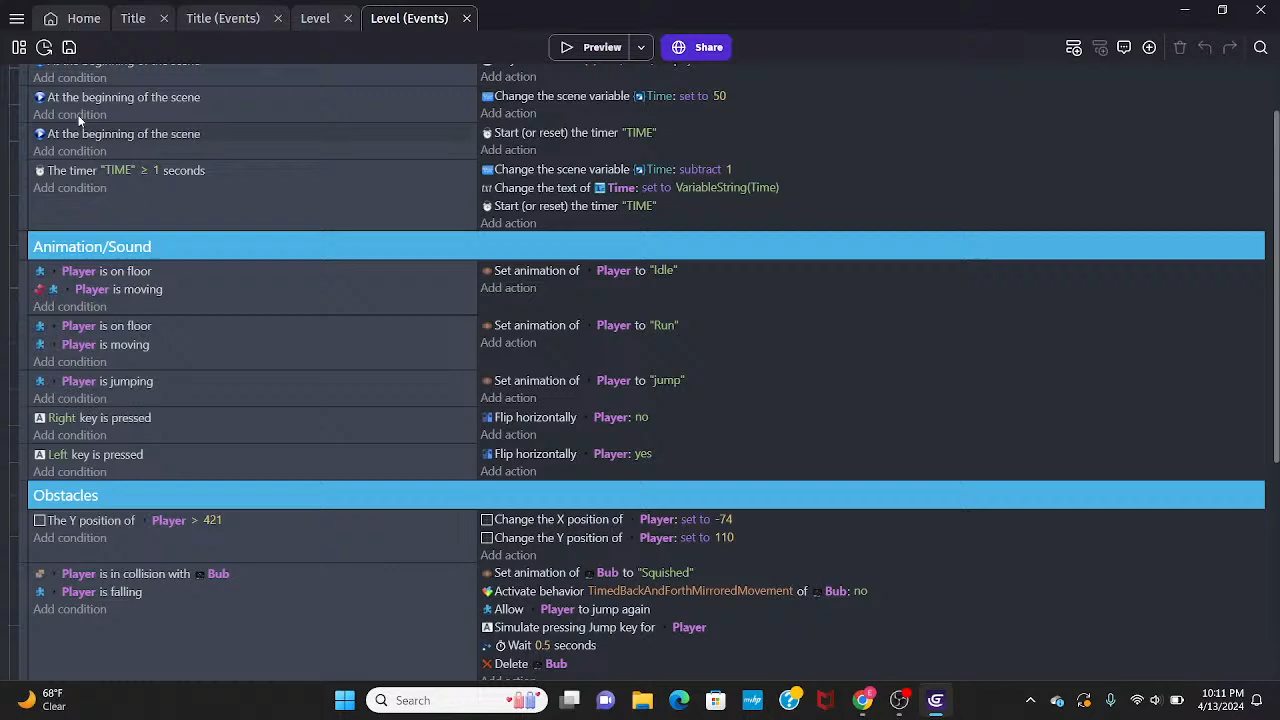 Home
Title
Title (Events)
Level
Level (Events)
Preview
Share
Add condition
Add action
At the beginning of the scene
Change the scene variable Time: set to 50
Add condition
Add action
At the beginning of the scene
Start (or reset) the timer "TIME"
Add condition
Add action
The timer "TIME" ≥ 1 seconds
Change the scene variable Time: subtract 1
Add condition
Change the text of Time: set to VariableString(Time)
Start (or reset) the timer "TIME"
Add action
Animation/Sound
Player is on floor
Set animation of Player to "Idle"
Player is moving
Add action
Add condition
Player is on floor
Set animation of Player to "Run"
Player is moving
Add action
Add condition
Player is jumping
Set animation of Player to "jump"
Add condition
Add action
Right key is pressed
Flip horizontally Player: no
Add condition
Add action
Left key is pressed
Flip horizontally Player: yes
Add condition
Add action
Obstacles
The Y position of Player > 421
Change the X position of Player: set to -74
Add condition
Change the Y position of Player: set to 110
Add action
Player is in collision with Bub
Set animation of Bub to "Squished"
Player is falling
Activate behavior TimedBackAndForthMirroredMovement of Bub: no
Add condition
Allow Player to jump again
Simulate pressing Jump key for Player
Wait 0.5 seconds
Delete Bub
68°F
Clear
Search